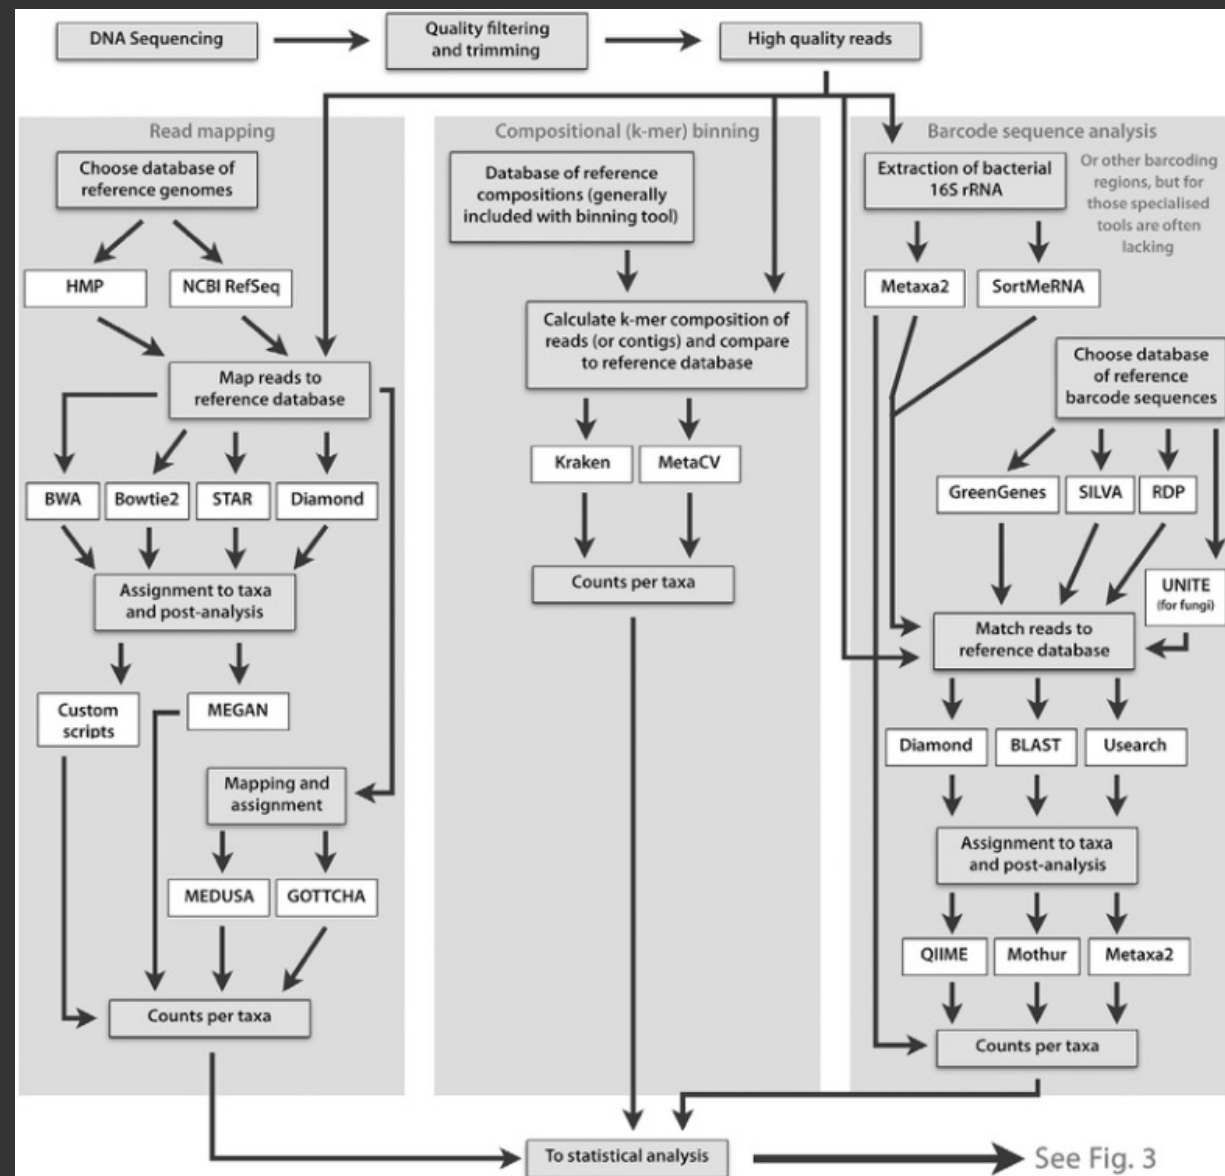 DNA Sequencing
Quality filtering
and trimming
High quality reads
Read mapping
Choose database of
reference genomes
HMP
NCBI RefSeq
Map reads to
reference database
BWA
Bowtie2
STAR
Diamond
Assignment to taxa
and post-analysis
Custom
scripts
MEGAN
Mapping and
assignment
MEDUSA
GOTTCHA
Counts per taxa
Compositional (k-mer) binning
Database of reference
compositions (generally
included with binning tool)
Calculate k-mer composition of
reads (or contigs) and compare
to reference database
Kraken
MetaCV
Counts per taxa
Barcode sequence analysis
Extraction of bacterial
16S rRNA
Or other barcoding
regions, but for
those specialised
tools are often
lacking
Metaxa2
SortMeRNA
Choose database
of reference
barcode sequences
GreenGenes
SILVA
RDP
UNITE
(for fungi)
Match reads to
reference database
Diamond
BLAST
Usearch
Assignment to taxa
and post-analysis
QIIME
Mothur
Metaxa2
Counts per taxa
To statistical analysis
See Fig. 3